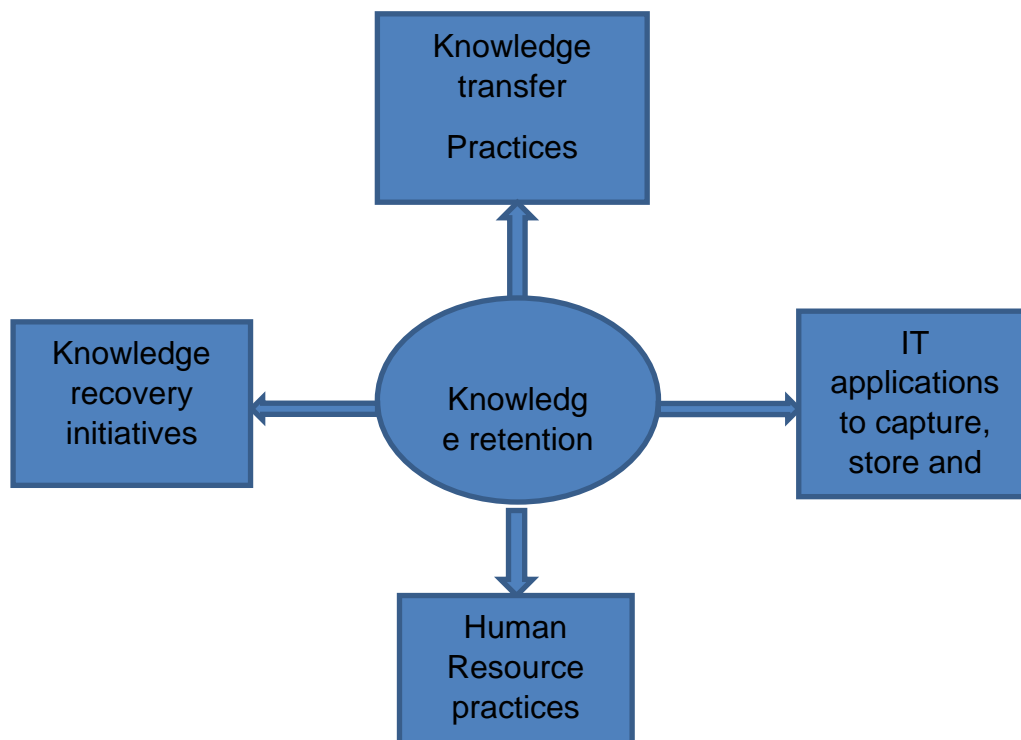 Knowledge
transfer
Practices
Knowledge
recovery
initiatives
Knowledg
e retention
IT
applications
to capture,
store and
Human
Resource
practices